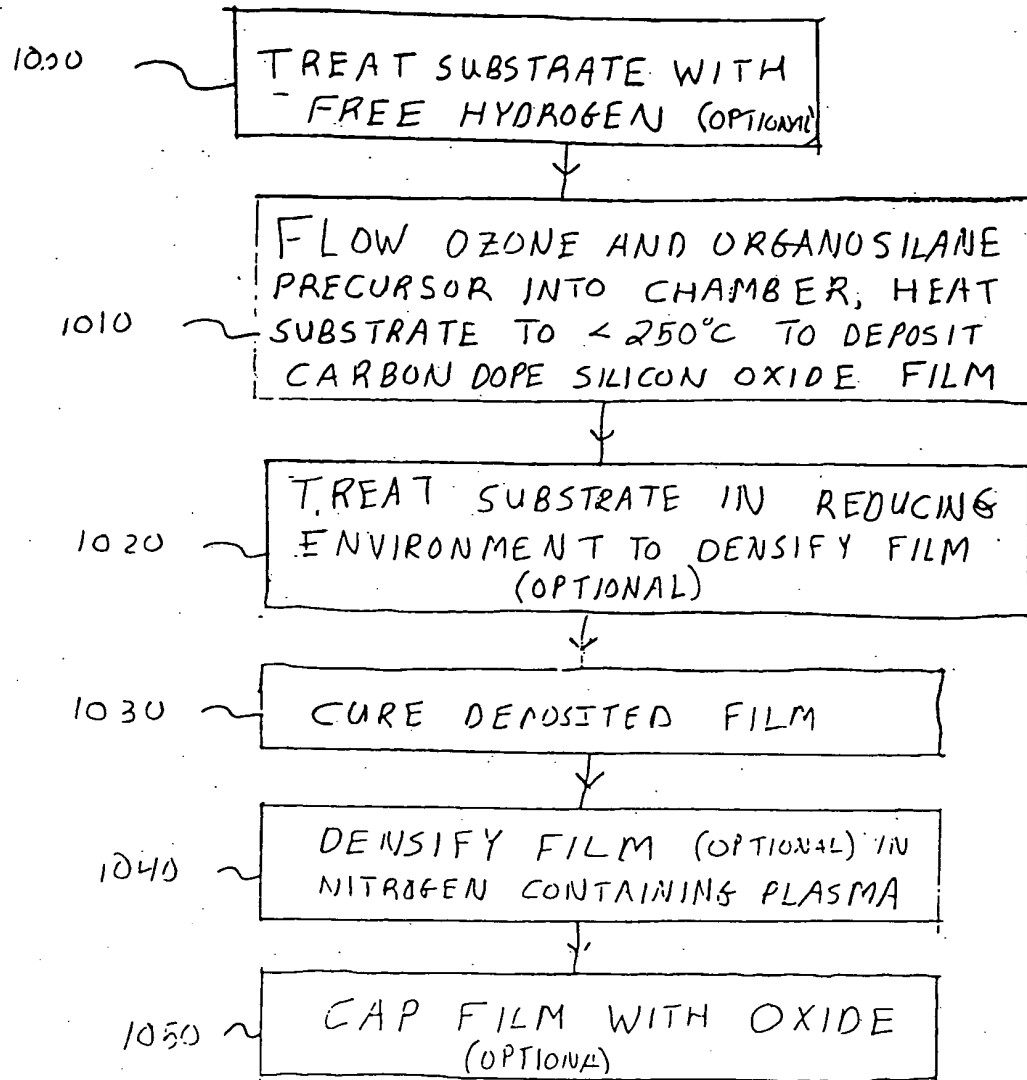 1000
TREAT SUBSTRATE WITH
FREE HYDROGEN (OPTIONAL)
FLOW OZONE AND ORGANOSILANE
PRECURSOR INTO CHAMBER, HEAT
1010
SUBSTRATE TO < 250°C TO DEPOSIT
CARBON DOPE SILICON OXIDE FILM
TREAT SUBSTRATE IN REDUCING
1020
ENVIRONMENT TO DENSIFY FILM
(OPTIONAL)
1030
CURE DEPOSITED FILM
DENSIFY FILM (OPTIONAL) IN
1040
NITROGEN CONTAINING PLASMA
CAP FILM WITH OXIDE
1050
(OPTIONAL)